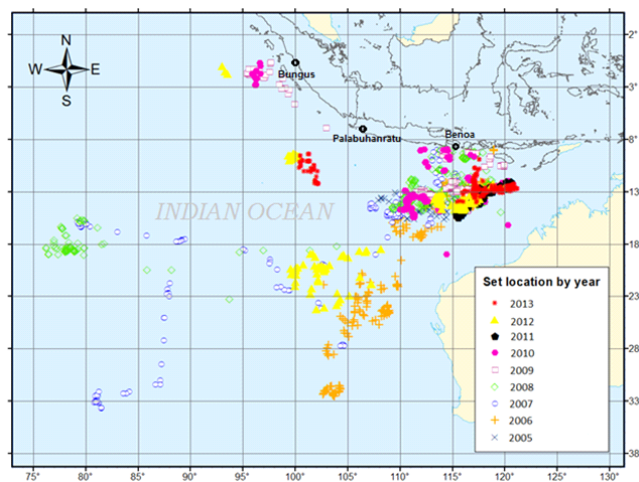 N
W E
S
2°
Bungus
Palabuhanratu
Benoa
8°
13
INDIAN OCEAN
18
23
28
33
38
Set location by year
2013
2012
2011
2010
2009
2008
2007
2006
2005
75° 80° 85° 90° 95° 100° 105° 110° 115° 120° 125° 130°